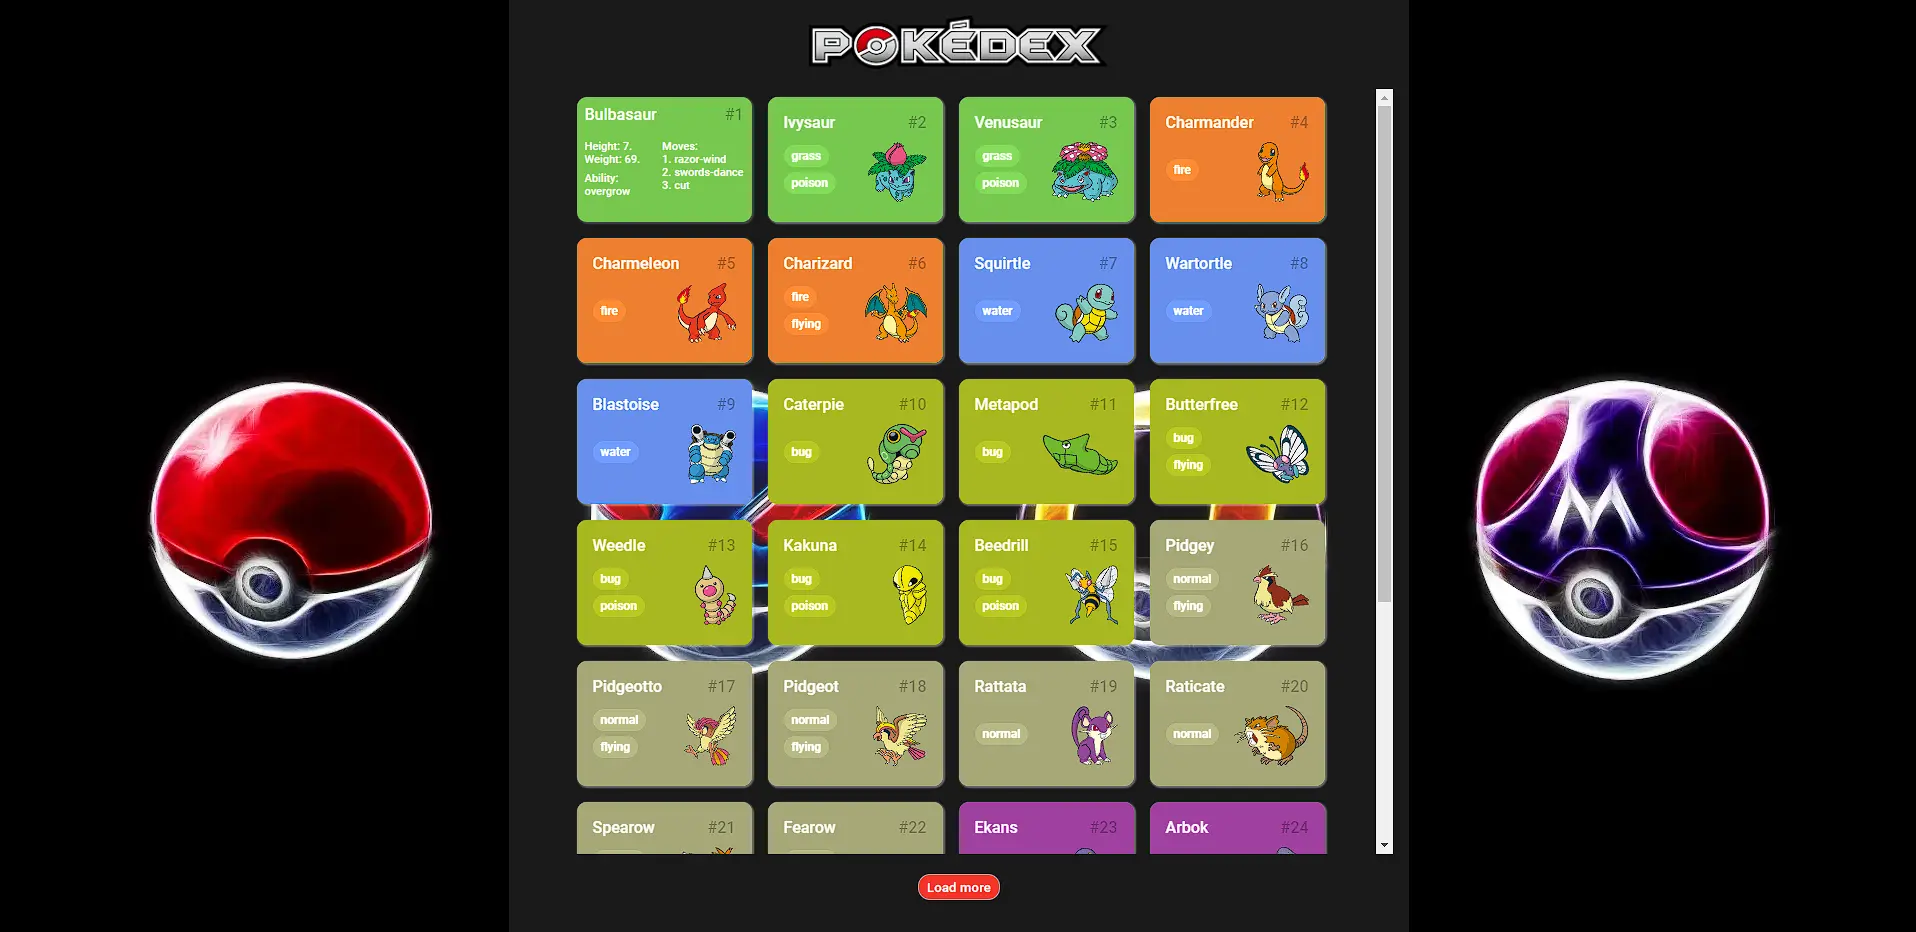 POKÉDEX
Bulbasaur #1
Height: 7.
Weight: 69.
Ability:
overgrow
Moves:
1. razor-wind
2. swords-dance
3. cut
Ivysaur #2
grass
poison
Venusaur #3
grass
poison
Charmander #4
fire
Charmeleon #5
fire
Charizard #6
fire
flying
Squirtle #7
water
Wartortle #8
water
Blastoise #9
water
Caterpie #10
bug
Metapod #11
bug
Butterfree #12
bug
flying
Weedle #13
bug
poison
Kakuna #14
bug
poison
Beedrill #15
bug
poison
Pidgey #16
normal
flying
Pidgeotto #17
normal
flying
Pidgeot #18
normal
flying
Rattata #19
normal
Raticate #20
normal
Spearow #21
Fearow #22
Ekans #23
Arbok #24
Load more
M